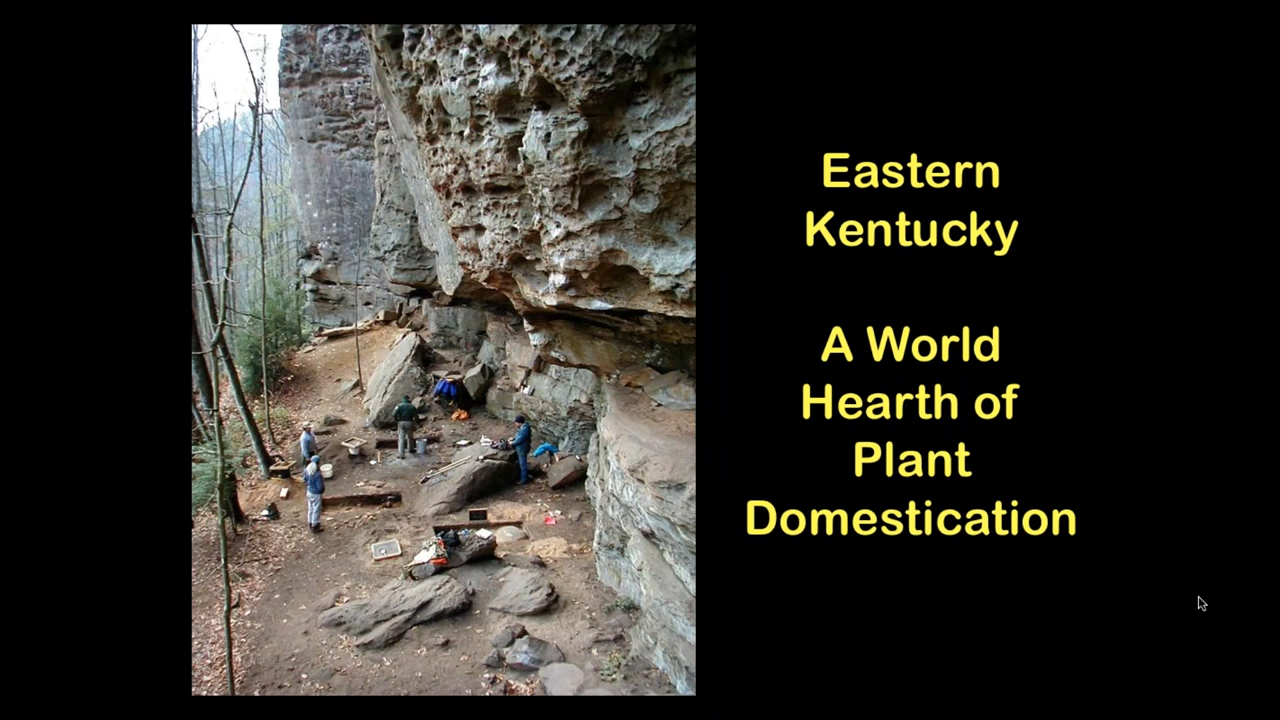 Eastern
Kentucky
A World
Hearth of
Plant
Domestication